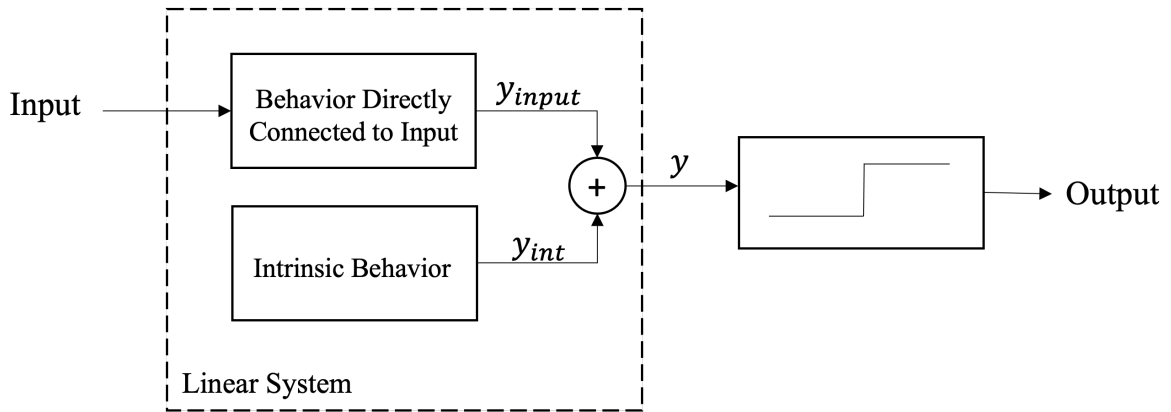 Input
Behavior Directly
Connected to Input
y_input
+
y
Output
Intrinsic Behavior
y_int
Linear System